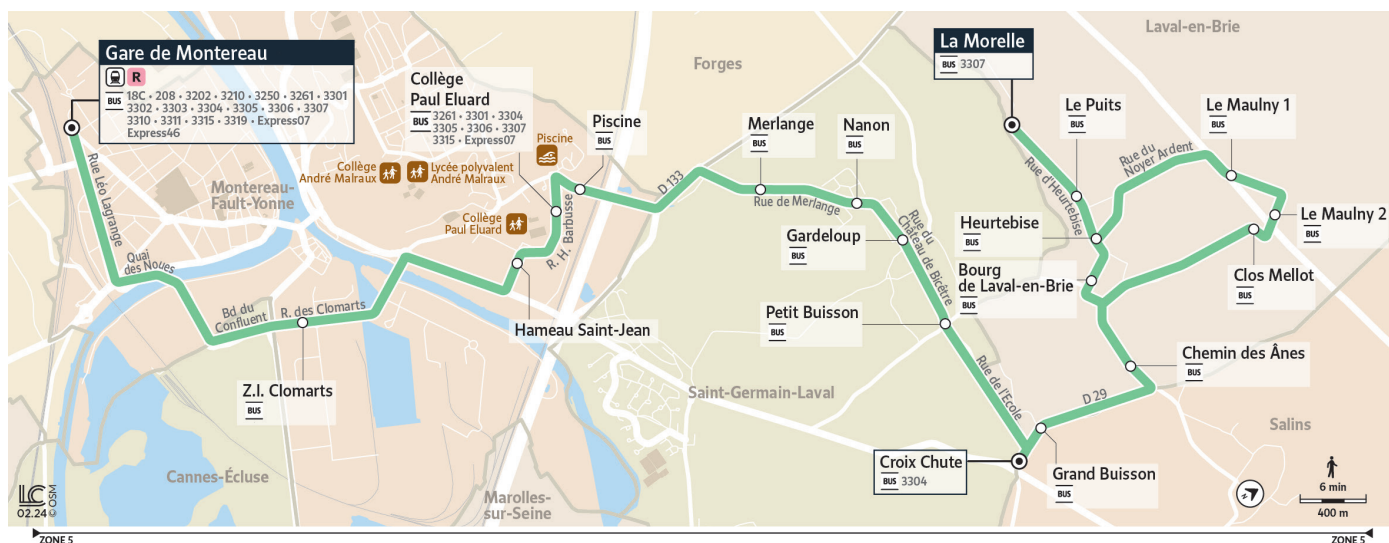 Gare de Montereau
R
BUS 18C • 208 • 3202 • 3210 • 3250 • 3261 • 3301
3302 • 3303 • 3304 • 3305 • 3306 • 3307
3310 • 3311 • 3315 • 3319 • Express07
Express46
Rue Léo Lagrange
Montereau-
Fault-Yonne
Quai
des Noues
Bd du
Confluent
R. des Clomarts
Z.I. Clomarts
BUS
Cannes-Écluse
LC
02.24 © OSM
Collège
André Malraux
Lycée polyvalent
André Malraux
Collège
Paul Eluard
Piscine
Collège
Paul Eluard
BUS 3261 • 3301 • 3304
3305 • 3306 • 3307
3315 • Express07
Piscine
BUS
R. H. Barbusse
Hameau Saint-Jean
Marolles-
sur-Seine
D 133
Forges
Merlange
BUS
Rue de Merlange
Nanon
BUS
Gardeloup
BUS
Rue du
Château de Bicêtre
Petit Buisson
BUS
Saint-Germain-Laval
Rue de l'Ecole
Croix Chute
BUS 3304
Grand Buisson
BUS
D 29
Chemin des Ânes
BUS
Salins
La Morelle
BUS 3307
Laval-en-Brie
Le Puits
BUS
Rue d'Heurtebise
Heurtebise
BUS
Bourg
de Laval-en-Brie
BUS
Rue du
Noyer Ardent
Le Maulny 1
BUS
Le Maulny 2
BUS
Clos Mellot
BUS
6 min
400 m
ZONE 5
ZONE 5